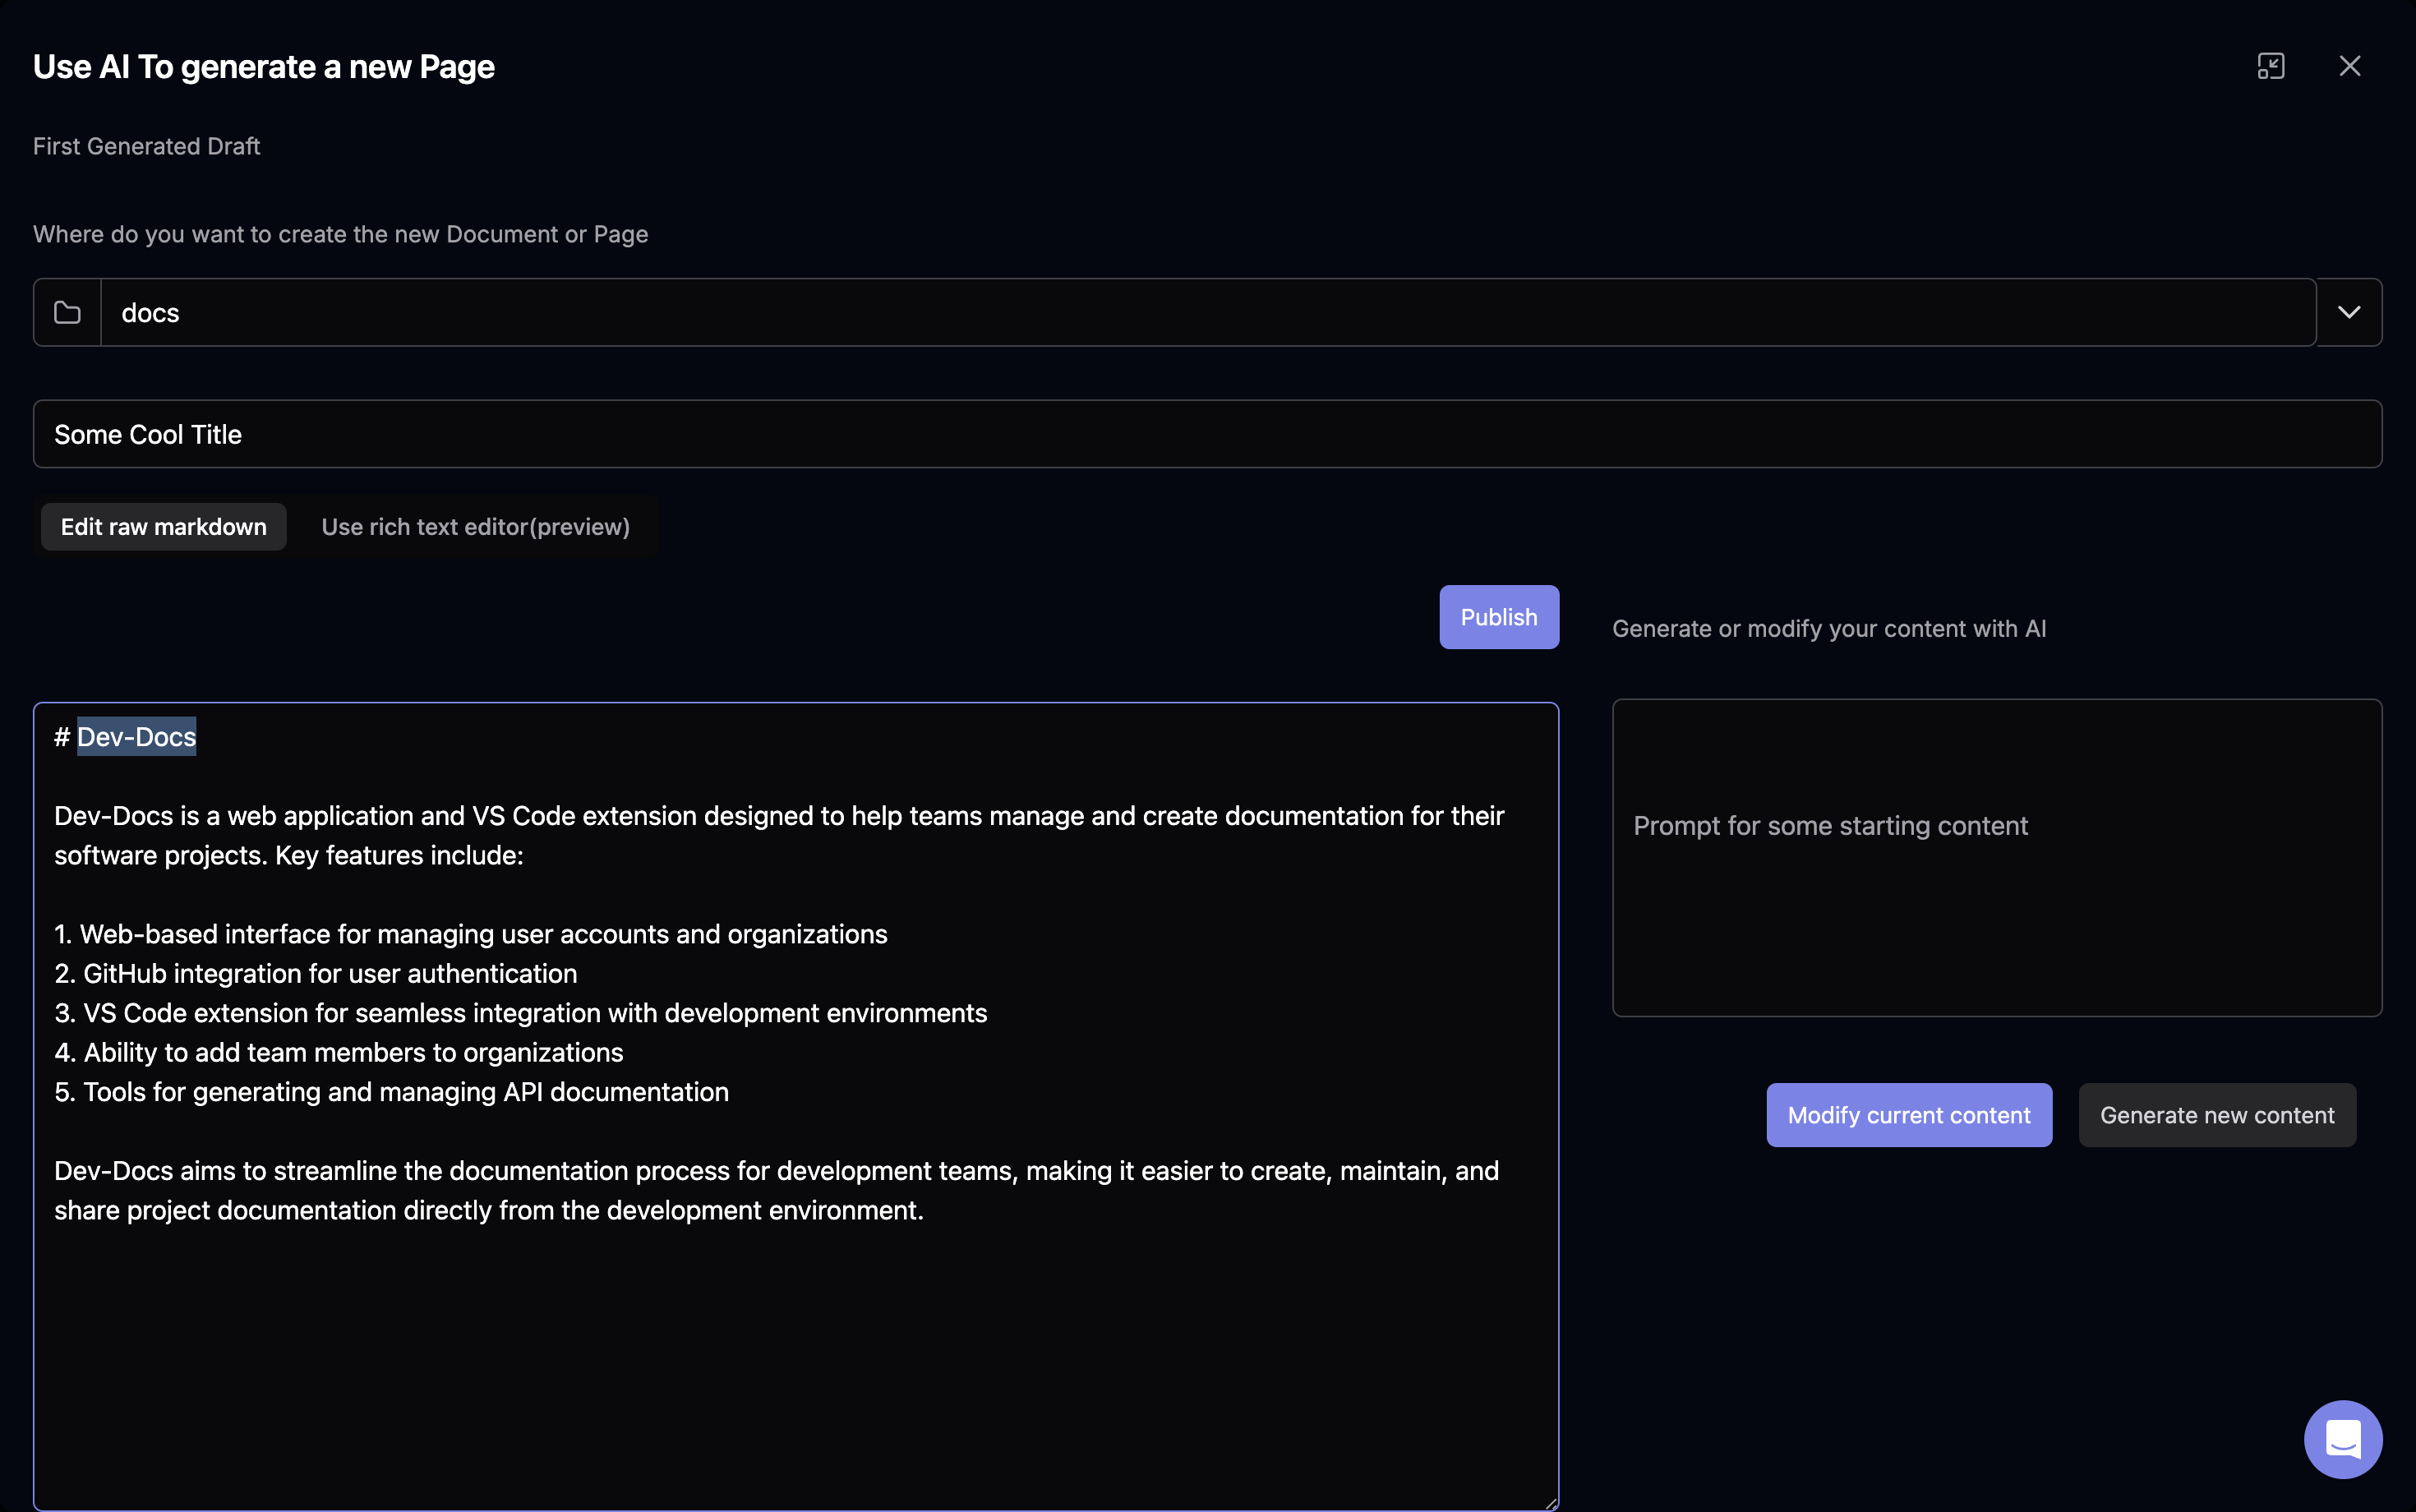 Use AI To generate a new Page
First Generated Draft
Where do you want to create the new Document or Page
docs
Some Cool Title
Edit raw markdown
Use rich text editor(preview)
Publish
Generate or modify your content with AI
# Dev-Docs
Dev-Docs is a web application and VS Code extension designed to help teams manage and create documentation for their
software projects. Key features include:
1. Web-based interface for managing user accounts and organizations
2. GitHub integration for user authentication
3. VS Code extension for seamless integration with development environments
4. Ability to add team members to organizations
5. Tools for generating and managing API documentation
Dev-Docs aims to streamline the documentation process for development teams, making it easier to create, maintain, and
share project documentation directly from the development environment.
Prompt for some starting content
Modify current content
Generate new content